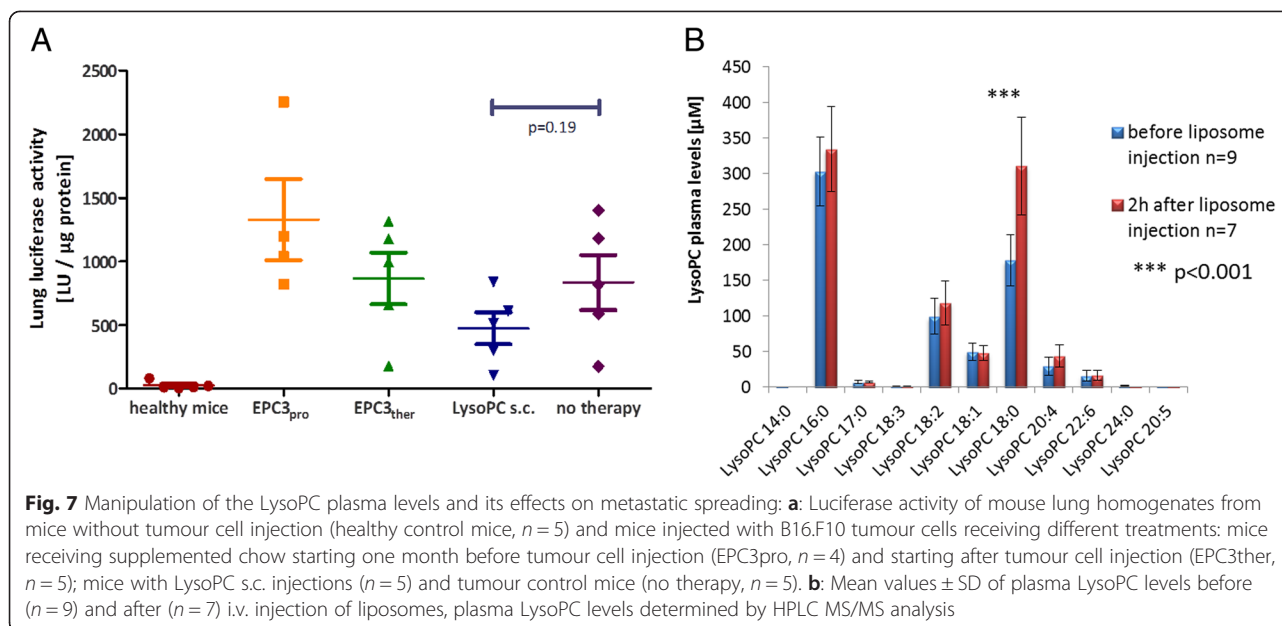 A
Lung luciferase activity
[LU / µg protein]
2500
2000
1500
1000
500
0
p=0.19
healthy mice
EPC3pro
EPC3ther
LysoPC s.c.
no therapy
B
LysoPC plasma levels [µM]
450
400
350
300
250
200
150
100
50
0
***
before liposome
injection n=9
2h after liposome
injection n=7
*** p<0.001
LysoPC 14:0
LysoPC 16:0
LysoPC 17:0
LysoPC 18:3
LysoPC 18:2
LysoPC 18:1
LysoPC 18:0
LysoPC 20:4
LysoPC 22:6
LysoPC 24:0
LysoPC 20:5
Fig. 7 Manipulation of the LysoPC plasma levels and its effects on metastatic spreading: a: Luciferase activity of mouse lung homogenates from
mice without tumour cell injection (healthy control mice, n = 5) and mice injected with B16.F10 tumour cells receiving different treatments: mice
receiving supplemented chow starting one month before tumour cell injection (EPC3pro, n = 4) and starting after tumour cell injection (EPC3ther,
n = 5); mice with LysoPC s.c. injections (n = 5) and tumour control mice (no therapy, n = 5). b: Mean values ± SD of plasma LysoPC levels before
(n = 9) and after (n = 7) i.v. injection of liposomes, plasma LysoPC levels determined by HPLC MS/MS analysis